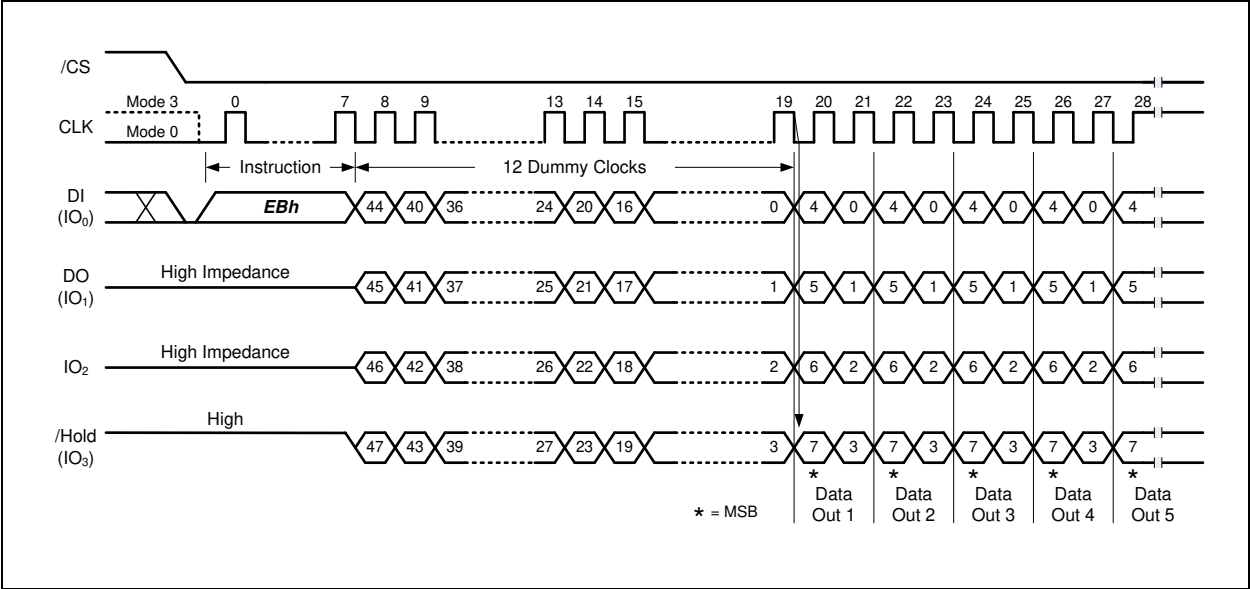 /CS
Mode 3 0 7 8 9 13 14 15 19 20 21 22 23 24 25 26 27 28
CLK
Mode 0
Instruction 12 Dummy Clocks
DI
(IO0) EBh 44 40 36 24 20 16 0 4 0 4 0 4 0 4 0 4
DO
(IO1) High Impedance 45 41 37 25 21 17 1 5 1 5 1 5 1 5 1 5
IO2 High Impedance 46 42 38 26 22 18 2 6 2 6 2 6 2 6 2 6
High
/Hold
(IO3) 47 43 39 27 23 19 3 7 3 7 3 7 3 7 3 7
* * * * *
* = MSB
Data Out 1
Data Out 2
Data Out 3
Data Out 4
Data Out 5